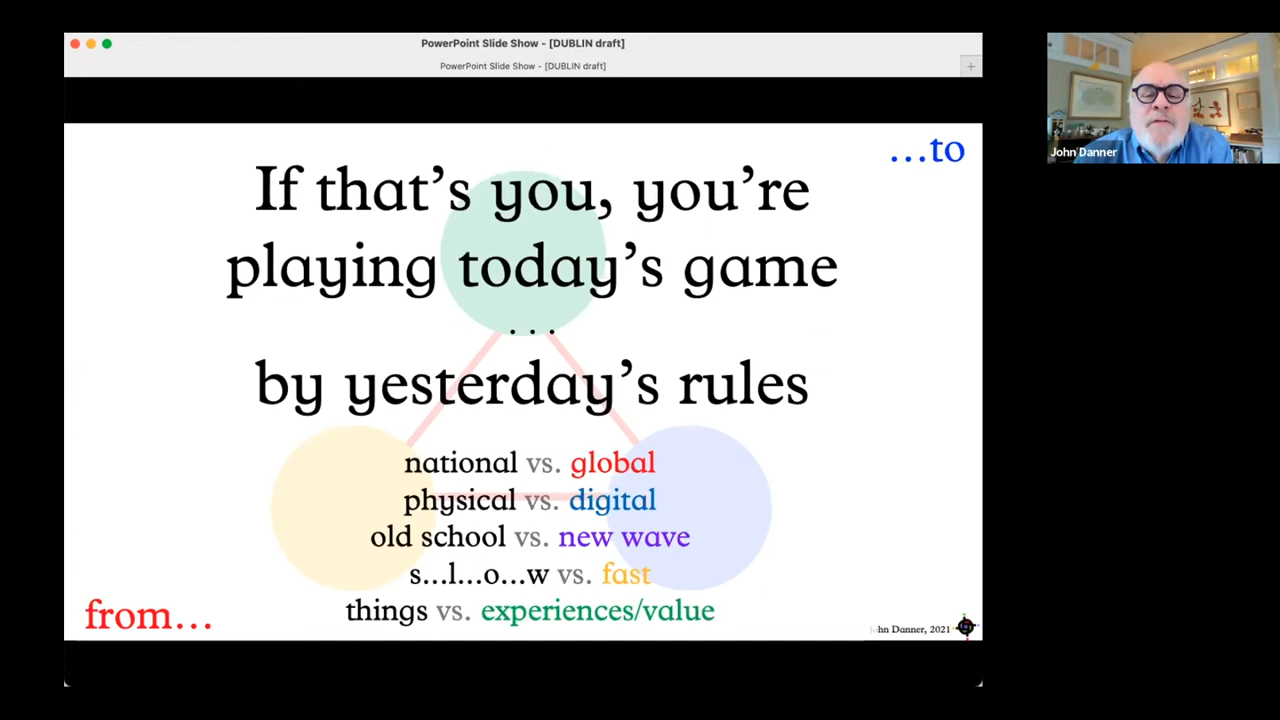 PowerPoint Slide Show - [DUBLIN draft]
PowerPoint Slide Show - [DUBLIN draft]
…to
If that’s you, you’re
playing today’s game
. . .
by yesterday’s rules
national vs. global
physical vs. digital
old school vs. new wave
s...l...o...w vs. fast
things vs. experiences/value
from…
John Danner, 2021
John Danner